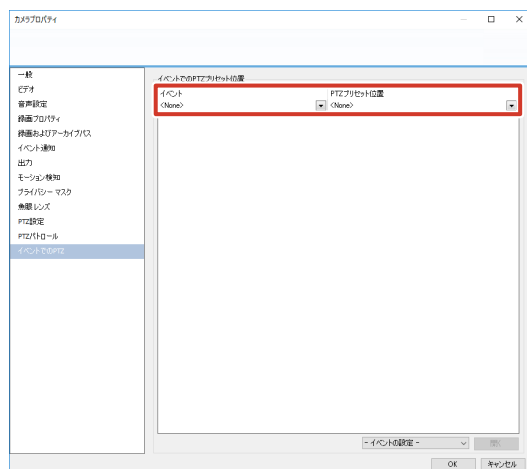 カメラプロパティ
一般
ビデオ
音声設定
録画プロパティ
録画およびアーカイブパス
イベント通知
出力
モーション検知
プライバシー マスク
魚眼レンズ
PTZ設定
PTZパトロール
イベントでのPTZ
イベントでのPTZプリセット位置
イベント PTZプリセット位置
<None> <None>
- イベントの設定 -
OK キャンセル